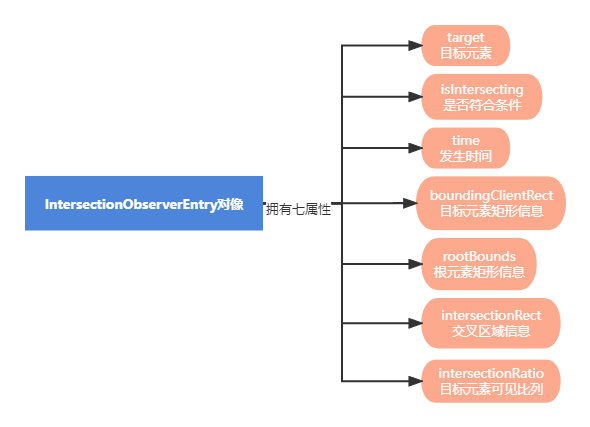 target
目标元素
isIntersecting
是否符合条件
time
发生时间
IntersectionObserverEntry对像
拥有七属性
boundingClientRect
目标元素矩形信息
rootBounds
根元素矩形信息
intersectionRect
交叉区域信息
intersectionRatio
目标元素可见比列